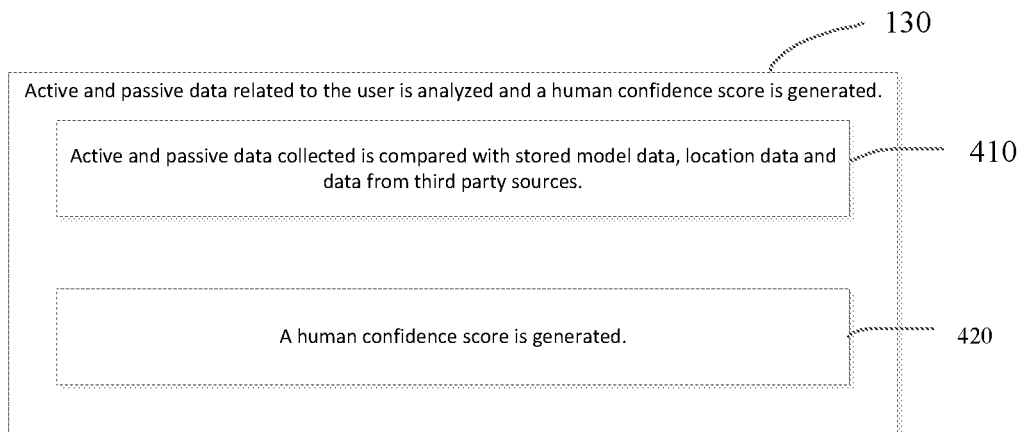 130
Active and passive data related to the user is analyzed and a human confidence score is generated.
Active and passive data collected is compared with stored model data, location data and
data from third party sources.
410
A human confidence score is generated.
420